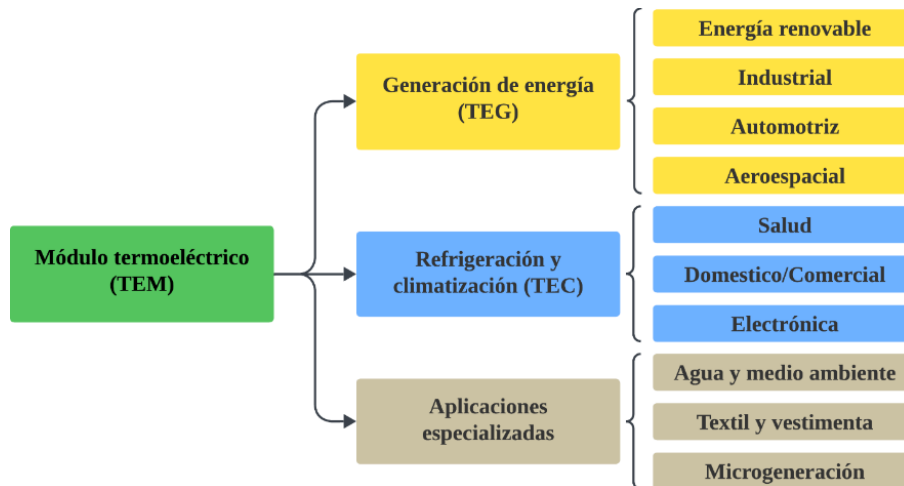 Módulo termoeléctrico
(TEM)
Generación de energía
(TEG)
Energía renovable
Industrial
Automotriz
Aeroespacial
Refrigeración y
climatización (TEC)
Salud
Domestico/Comercial
Electrónica
Aplicaciones
especializadas
Agua y medio ambiente
Textil y vestimenta
Microgeneración